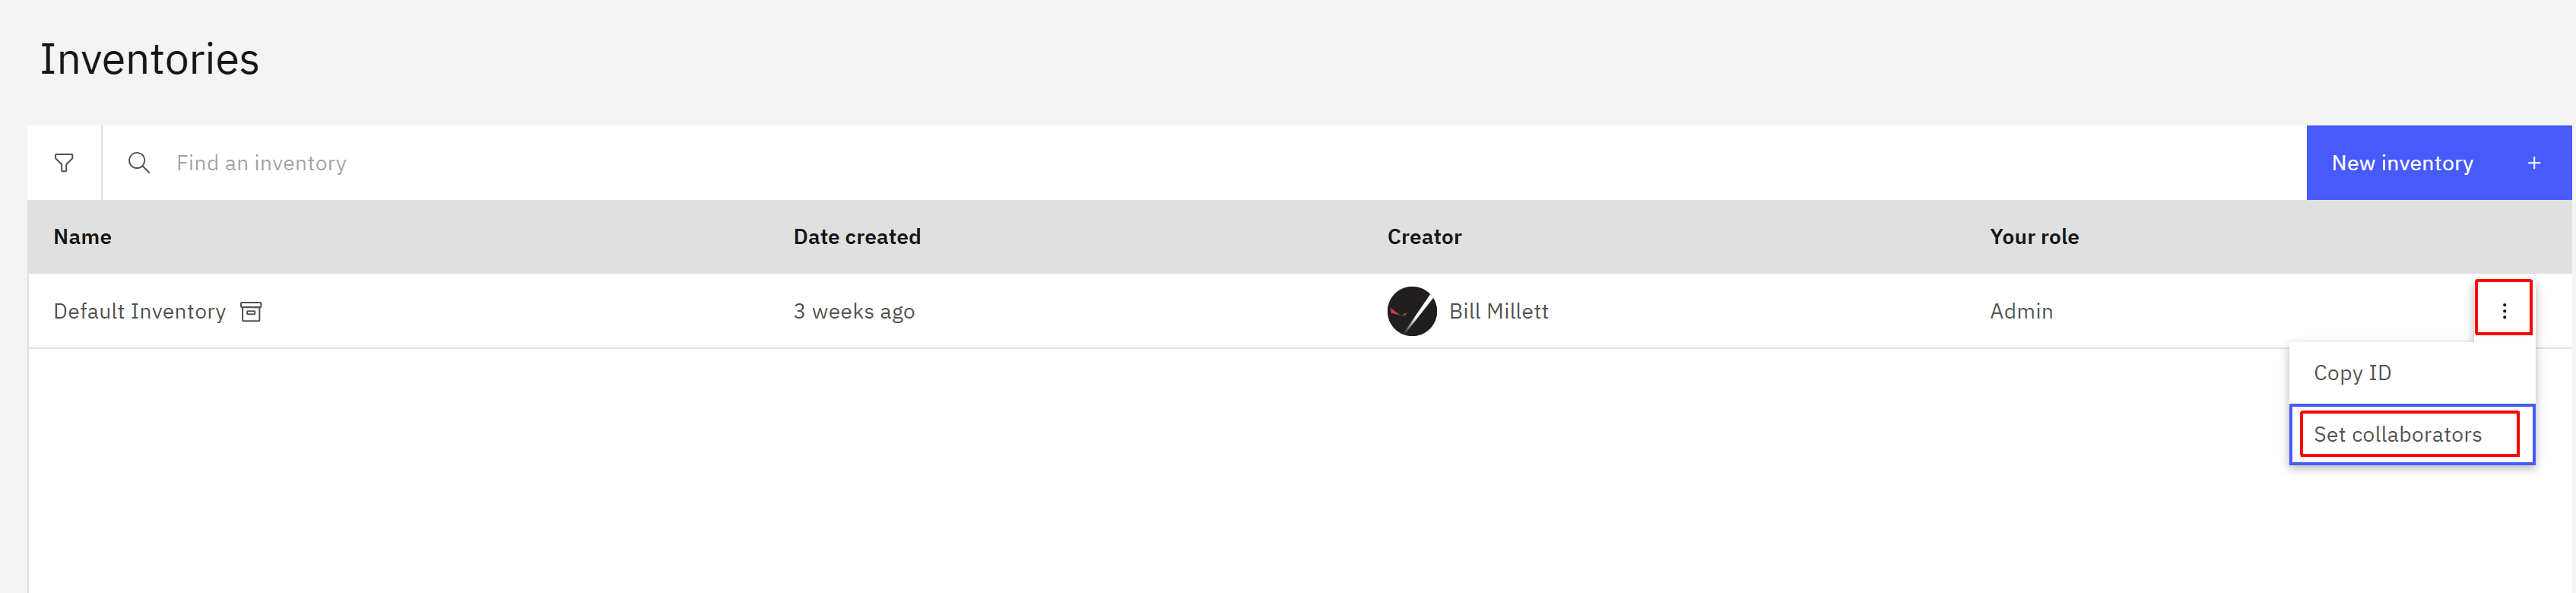 Inventories
Find an inventory
New inventory +
Name Date created Creator Your role
Default Inventory 3 weeks ago Bill Millett Admin
Copy ID
Set collaborators